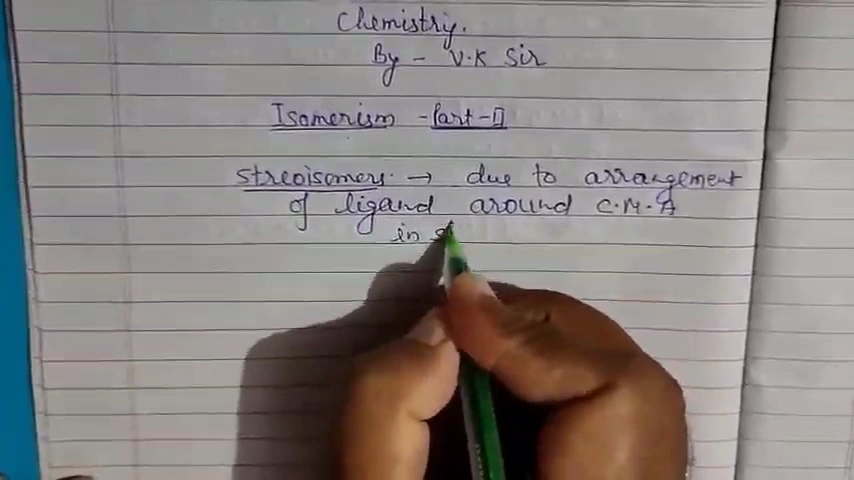 Chemistry.
By - V.K Sir
Isomerism - Part-II
streoisomers. → due to arrangement
of ligand around C.M.A
in s